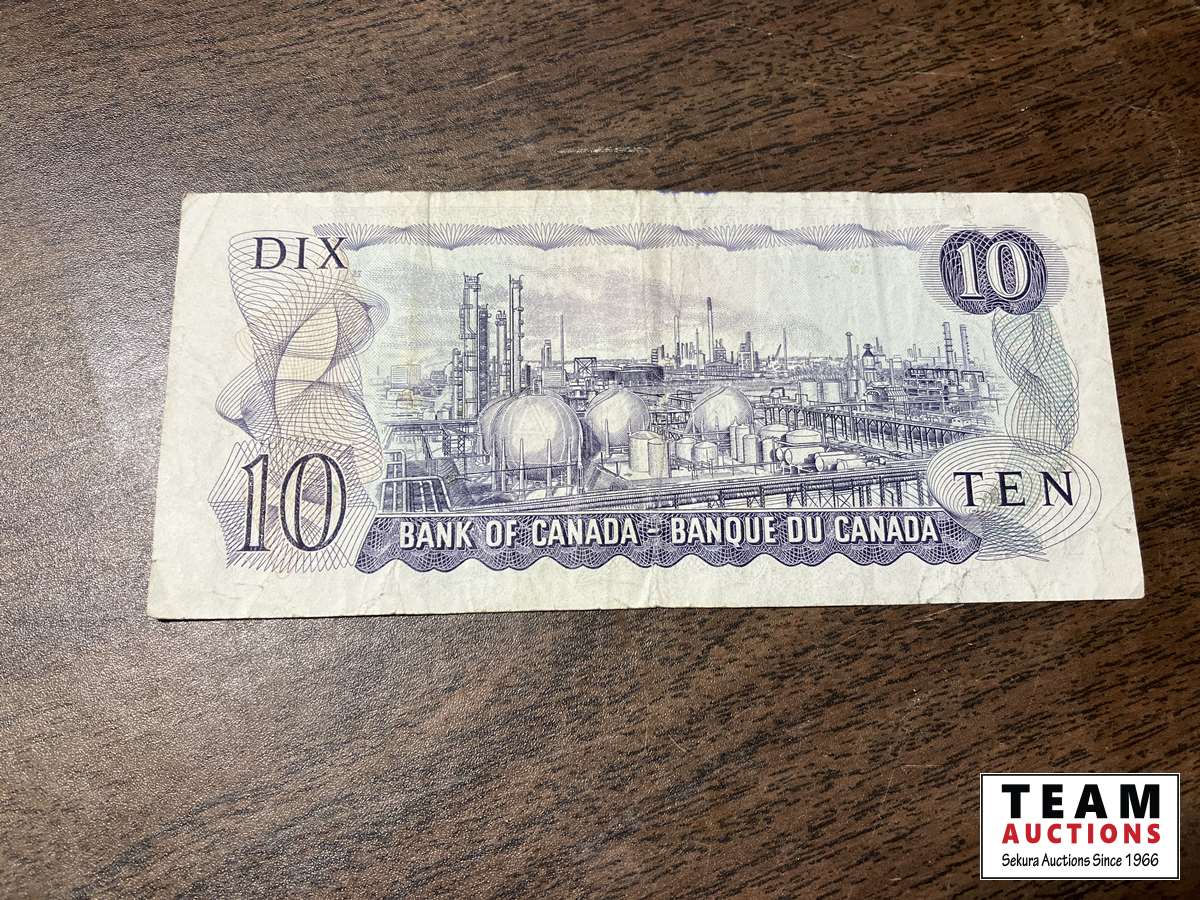 DIX
10
10
TEN
BANK OF CANADA - BANQUE DU CANADA
TEAM
AUCTIONS
Sekura Auctions Since 1966